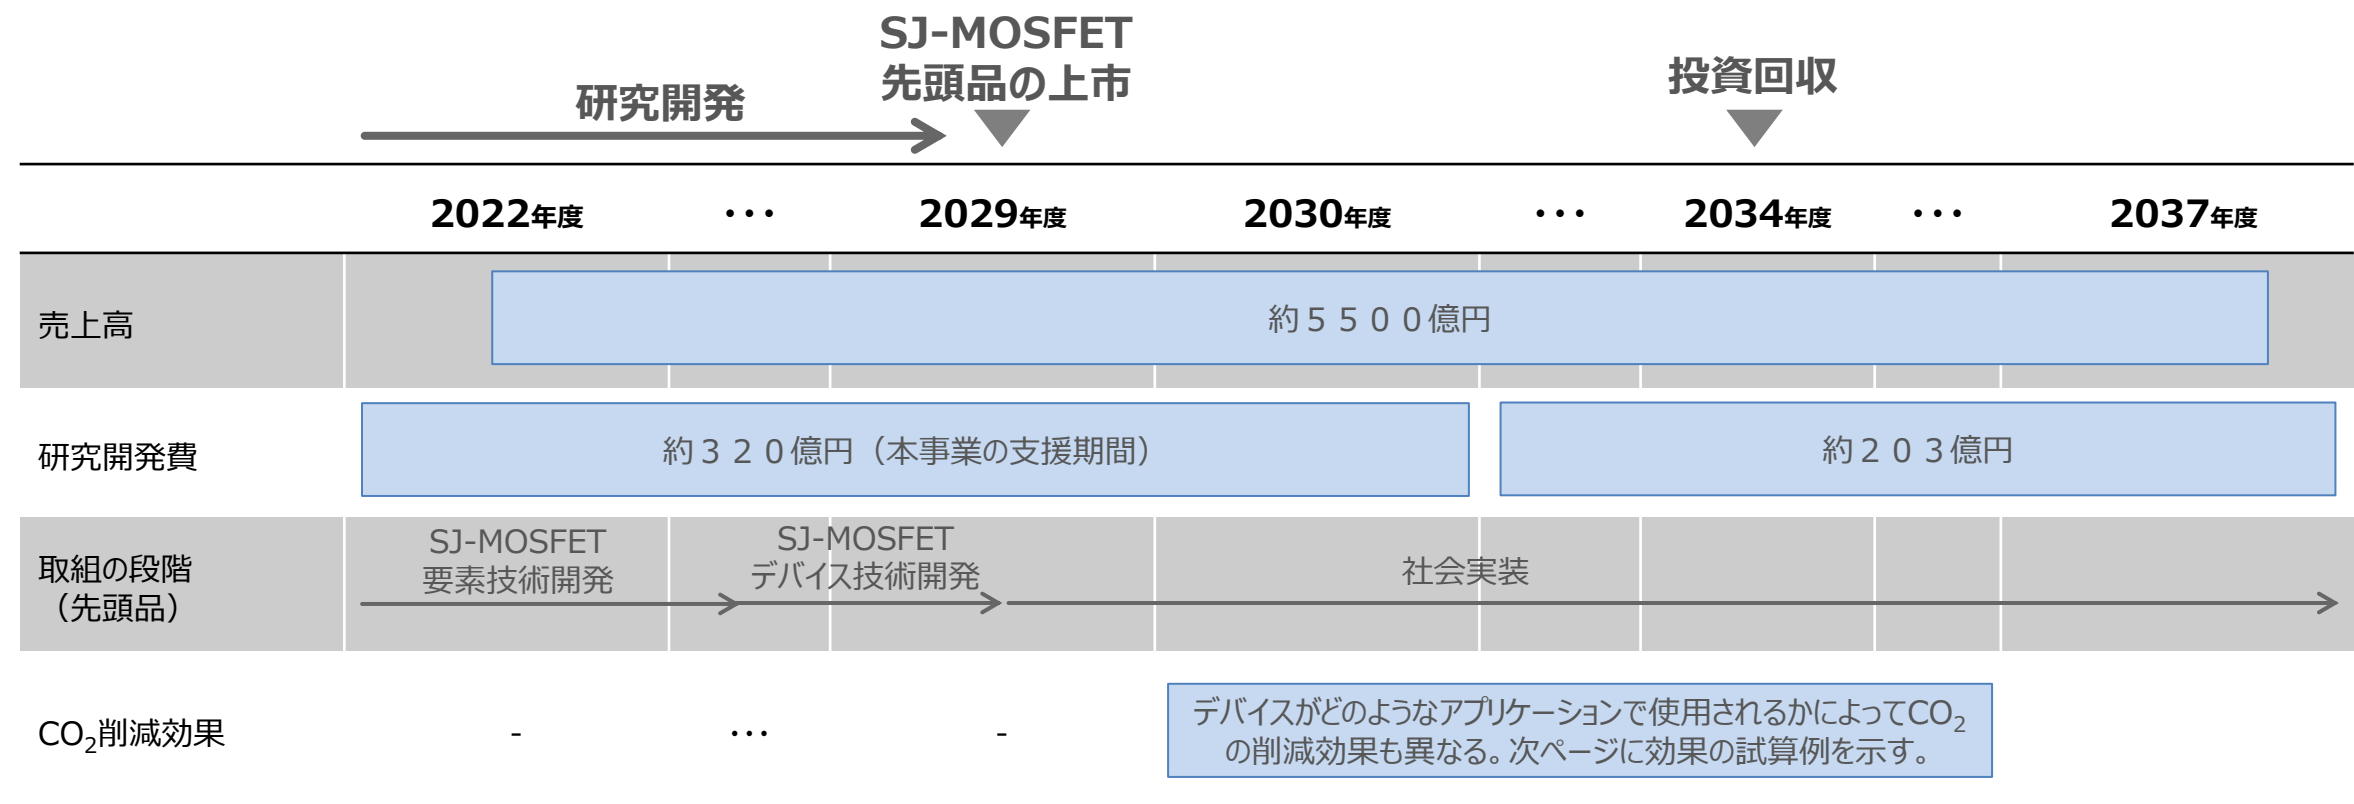 研究開発
SJ-MOSFET
先頭品の上市
投資回収
2022年度 ・・・ 2029年度 2030年度 ・・・ 2034年度 ・・・ 2037年度
売上高
約５５００億円
研究開発費
約３２０億円（本事業の支援期間）
約２０３億円
取組の段階
（先頭品）
SJ-MOSFET
要素技術開発
SJ-MOSFET
デバイス技術開発
社会実装
CO₂削減効果
- ・・・ -
デバイスがどのようなアプリケーションで使用されるかによってCO₂
の削減効果も異なる。次ページに効果の試算例を示す。